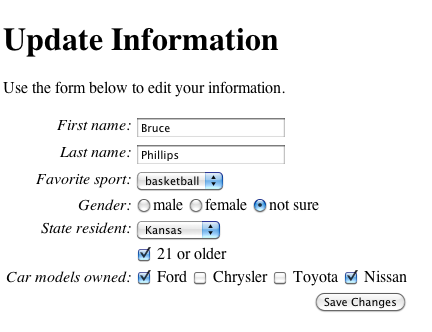 Update Information
Use the form below to edit your information.
First name: Bruce
Last name: Phillips
Favorite sport: basketball
Gender: male female not sure
State resident: Kansas
21 or older
Car models owned: Ford Chrysler Toyota Nissan
Save Changes